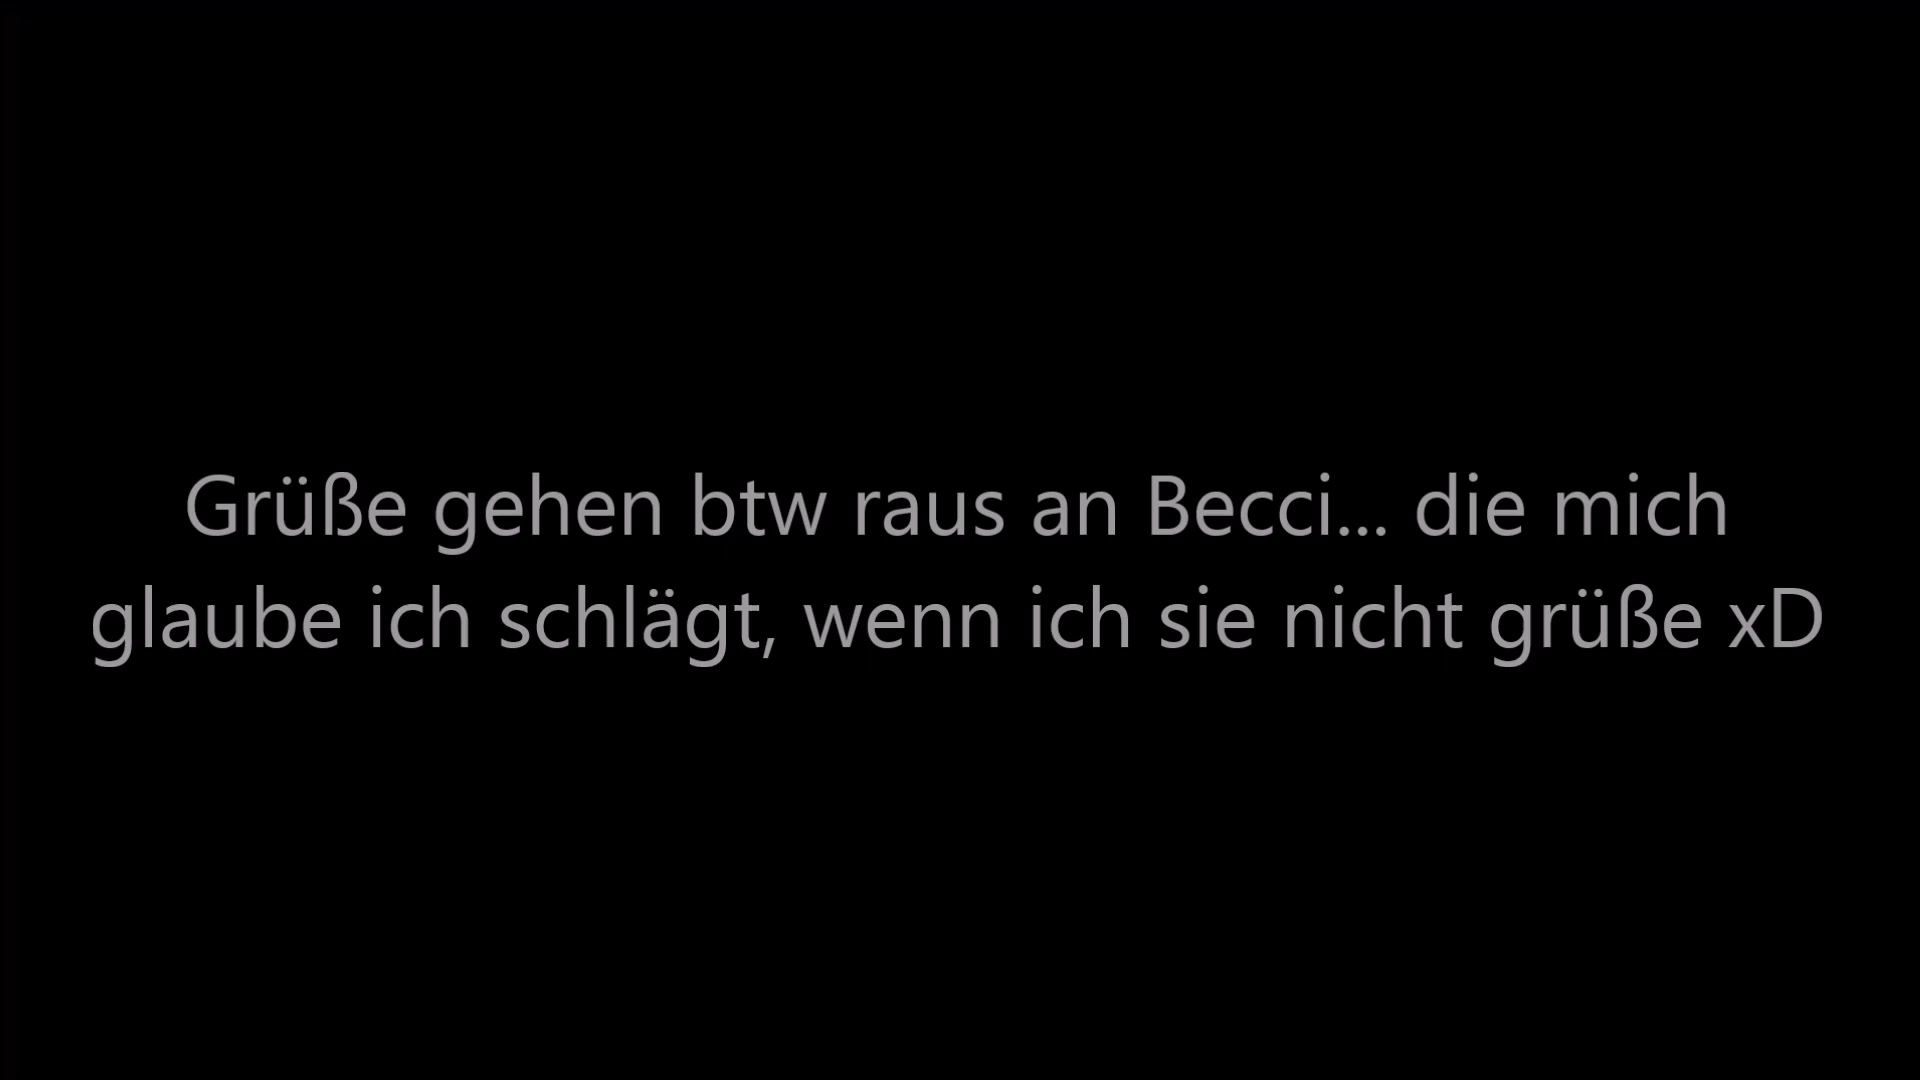 Grüße gehen btw raus an Becci... die mich
glaube ich schlägt, wenn ich sie nicht grüße xD